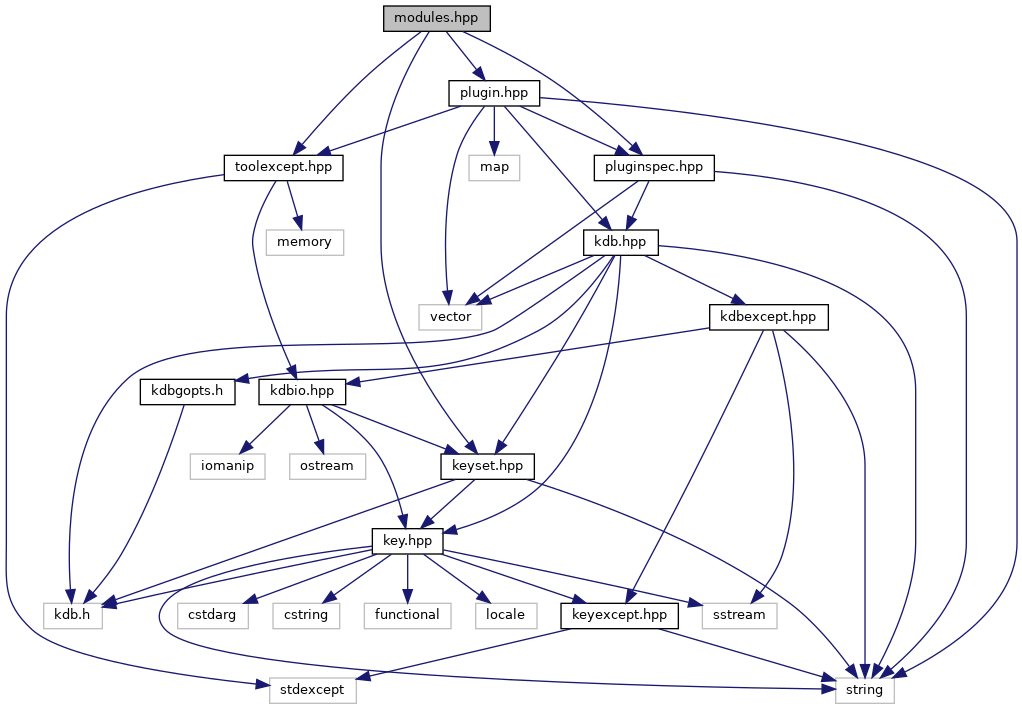 modules.hpp
plugin.hpp
toolexcept.hpp
map
pluginspec.hpp
memory
kdb.hpp
vector
kdbexcept.hpp
kdbgopts.h
kdbio.hpp
iomanip
ostream
keyset.hpp
key.hpp
kdb.h
cstdarg
cstring
functional
locale
keyexcept.hpp
sstream
stdexcept
string